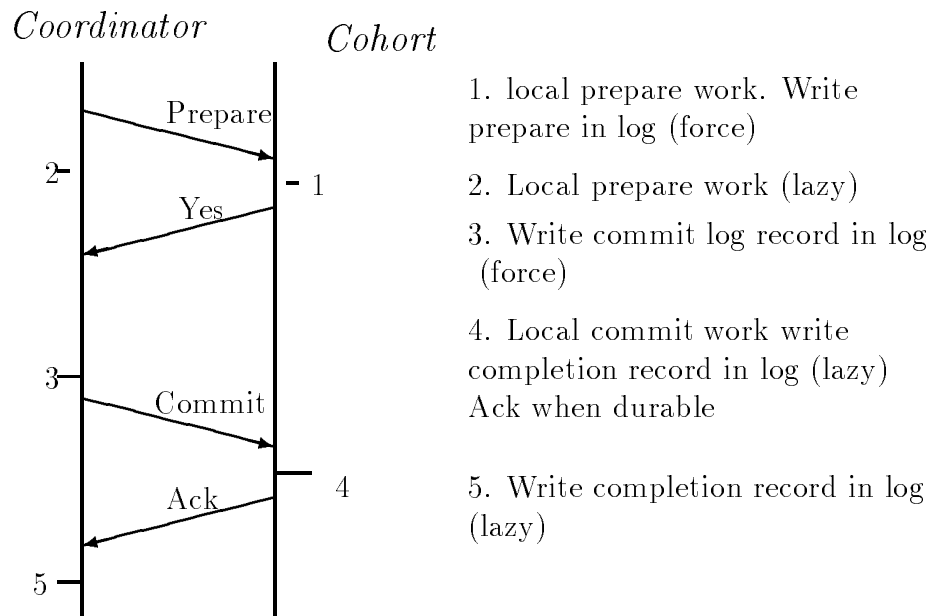 Coordinator
Cohort
Prepare
2
1
Yes
3
Commit
4
Ack
5
1. local prepare work. Write
prepare in log (force)
2. Local prepare work (lazy)
3. Write commit log record in log
(force)
4. Local commit work write
completion record in log (lazy)
Ack when durable
5. Write completion record in log
(lazy)